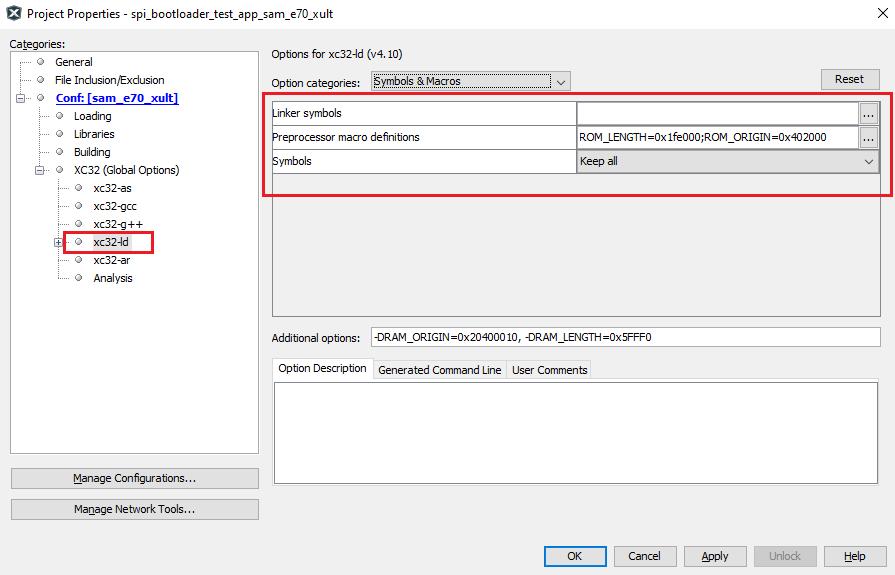 Project Properties - spi_bootloader_test_app_sam_e70_xult
Categories:
General
File Inclusion/Exclusion
Conf: [sam_e70_xult]
Loading
Libraries
Building
XC32 (Global Options)
xc32-as
xc32-gcc
xc32-g++
xc32-ld
xc32-ar
Analysis
Manage Configurations...
Manage Network Tools...
Options for xc32-ld (v4.10)
Option categories: Symbols & Macros Reset
Linker symbols ...
Preprocessor macro definitions ROM_LENGTH=0x1fe000;ROM_ORIGIN=0x402000 ...
Symbols Keep all
Additional options: -DRAM_ORIGIN=0x20400010, -DRAM_LENGTH=0x5FFF0
Option Description Generated Command Line User Comments
OK Cancel Apply Unlock Help